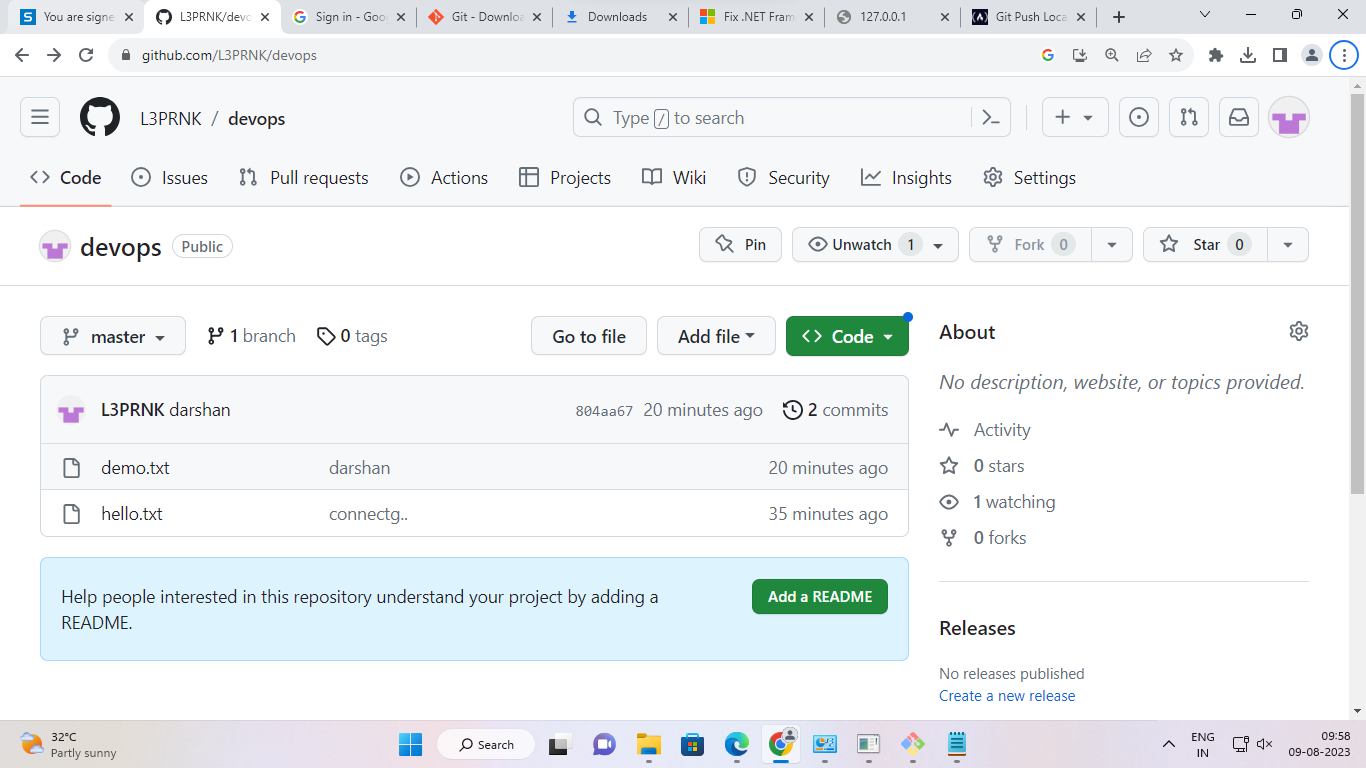 You are signe
L3PRNK/devo
Sign in - Goo
Git - Downloa
Downloads
Fix .NET Fram
127.0.0.1
Git Push Loca
github.com/L3PRNK/devops
L3PRNK / devops
Type / to search
Code
Issues
Pull requests
Actions
Projects
Wiki
Security
Insights
Settings
devops Public
Pin
Unwatch 1
Fork 0
Star 0
master
1 branch
0 tags
Go to file
Add file
Code
L3PRNK darshan 804aa67 20 minutes ago 2 commits
demo.txt darshan 20 minutes ago
hello.txt connectg.. 35 minutes ago
Help people interested in this repository understand your project by adding a
README.
Add a README
About
No description, website, or topics provided.
Activity
0 stars
1 watching
0 forks
Releases
No releases published
Create a new release
32°C
Partly sunny
Search
ENG
IN
09:58
09-08-2023